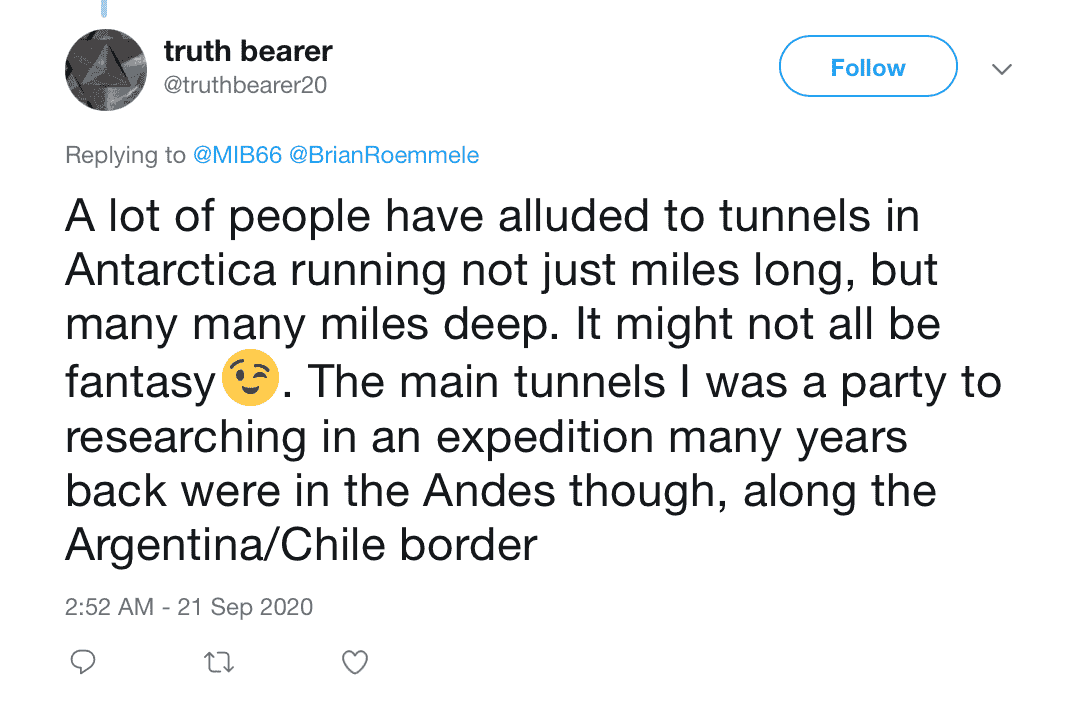 truth bearer
@truthbearer20
Follow
Replying to @MIB66 @BrianRoemmele
A lot of people have alluded to tunnels in
Antarctica running not just miles long, but
many many miles deep. It might not all be
fantasy😉. The main tunnels I was a party to
researching in an expedition many years
back were in the Andes though, along the
Argentina/Chile border
2:52 AM - 21 Sep 2020